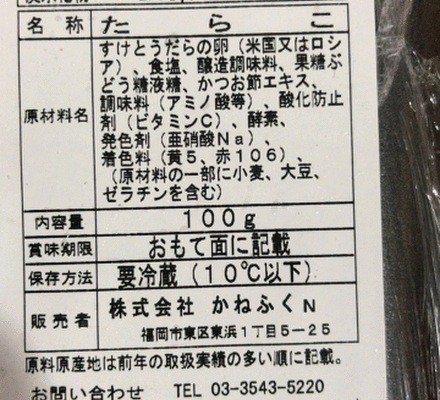 名称 たらこ
原材料名 すけとうだらの卵（米国又はロシ
ア）、食塩、醸造調味料、果糖ぶ
どう糖液糖、かつお節エキス、
調味料（アミノ酸等）、酸化防止
剤（ビタミンＣ）、酵素、
発色剤（亜硝酸Ｎａ）、
着色料（黄５、赤１０６）、
（原材料の一部に小麦、大豆、
ゼラチンを含む）
内容量 １００ｇ
賞味期限 おもて面に記載
保存方法 要冷蔵（１０℃以下）
販売者 株式会社 かねふくＮ
福岡市東区東浜１丁目５－２５
原料原産地は前年の取扱実績の多い順に記載。
お問い合わせ TEL 03-3543-5220